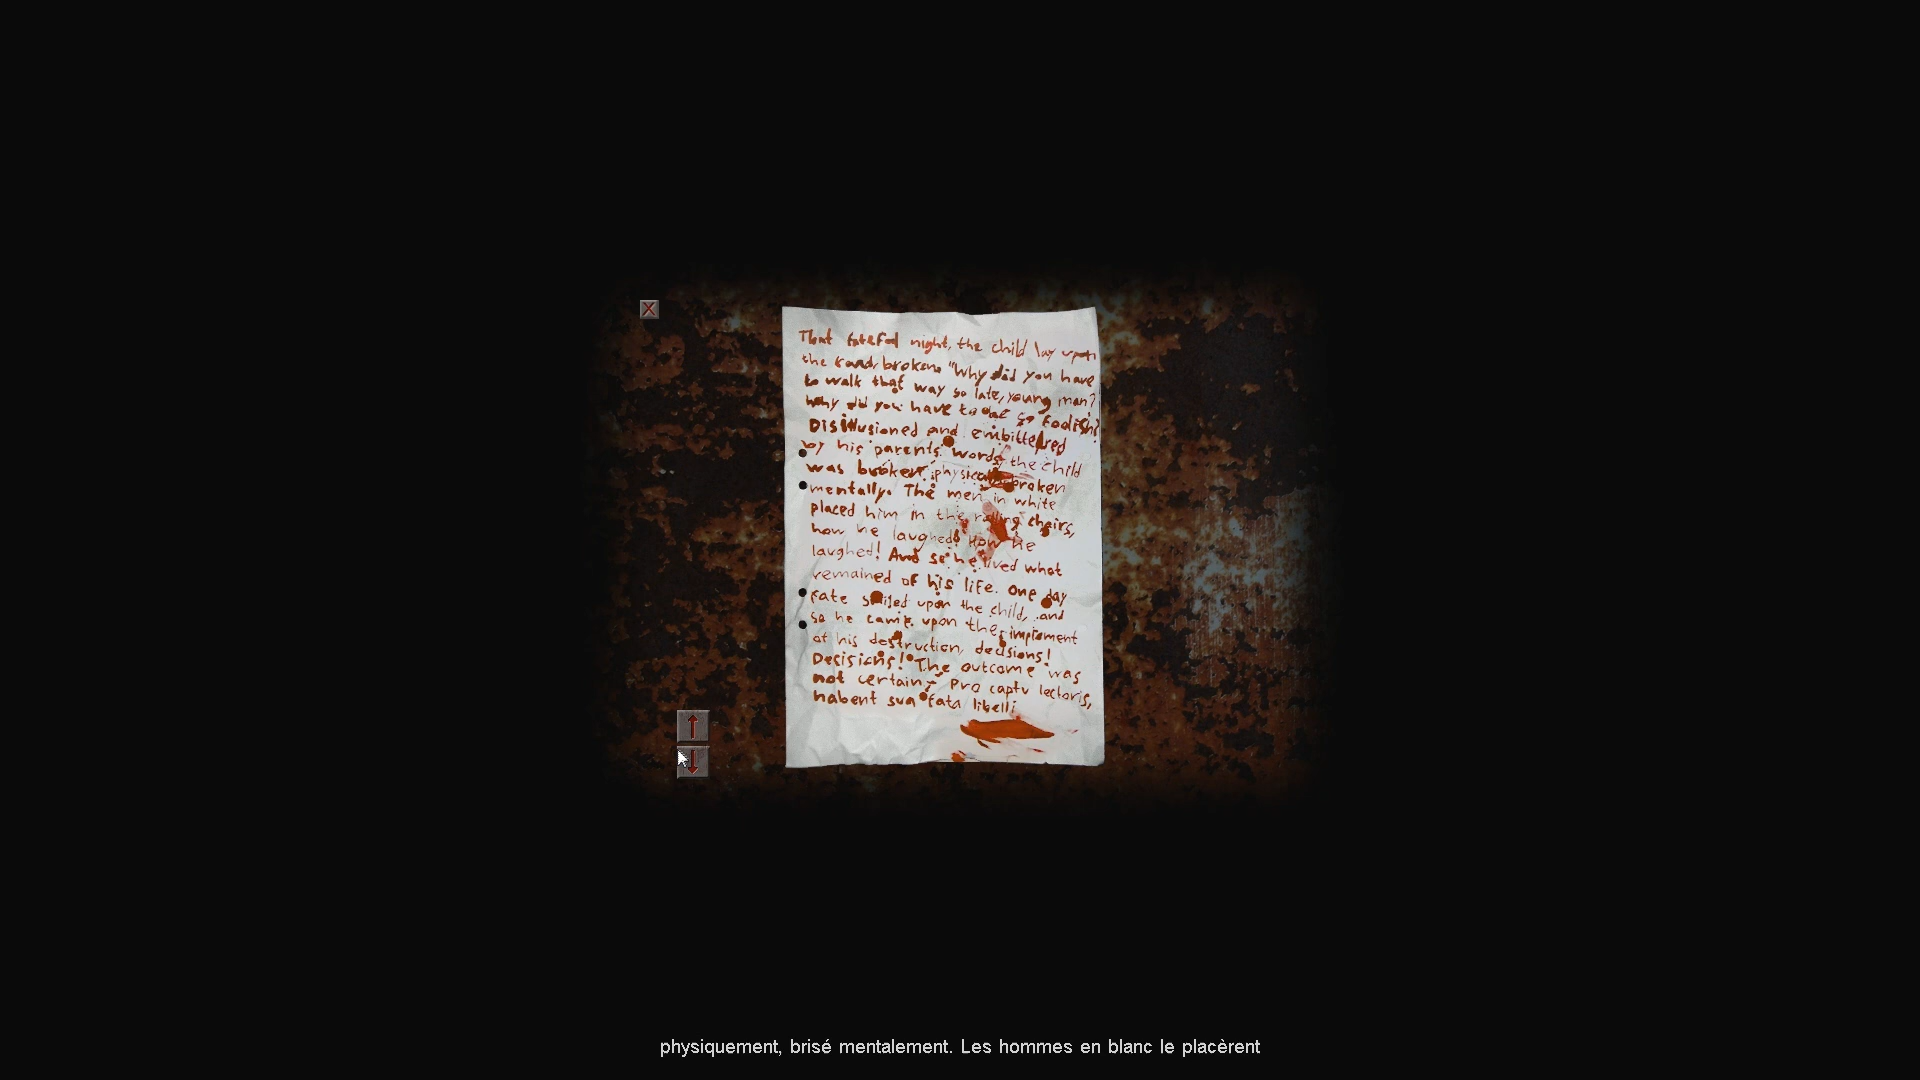 That fateful night, the child lay upon
the road, broken. "Why did you have
to walk that way so late, young man?
Why did you have to be so foolish?
Disillusioned and embittered
by his parents words, the child
was broken physically broken
mentally. The men in white
placed him in the rolling chairs,
how he laughed! How he
laughed! And so he lived what
remained of his life. One day
fate smiled upon the child, and
so he came upon the implement
of his destruction, decisions!
Decisions! The outcome was
not certain - Pro captu lectoris,
habent sua fata libelli
physiquement, brisé mentalement. Les hommes en blanc le placèrent